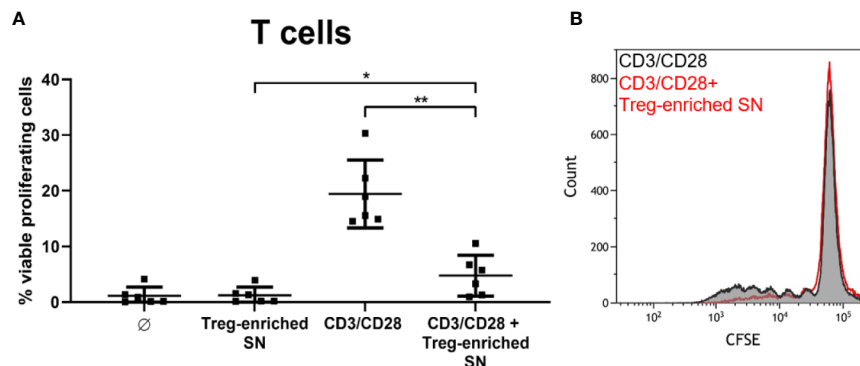 A
T cells
% viable proliferating cells
40
30
20
10
0
*
**
∅
Treg-enriched
SN
CD3/CD28
CD3/CD28 +
Treg-enriched
SN
B
CD3/CD28
CD3/CD28+
Treg-enriched SN
Count
800
600
400
200
0
10²
10³
10⁴
10⁵
CFSE